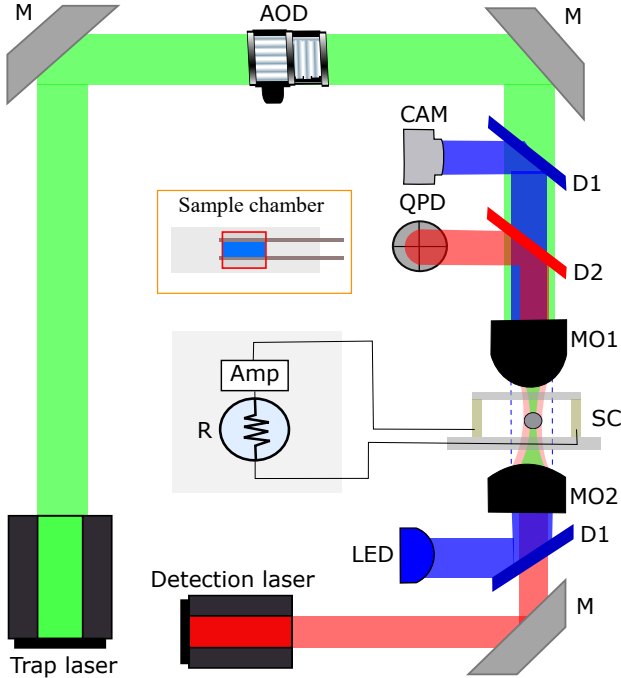 M
AOD
M
CAM
D1
Sample chamber
QPD
D2
MO1
Amp
R
SC
MO2
D1
LED
Detection laser
M
Trap laser